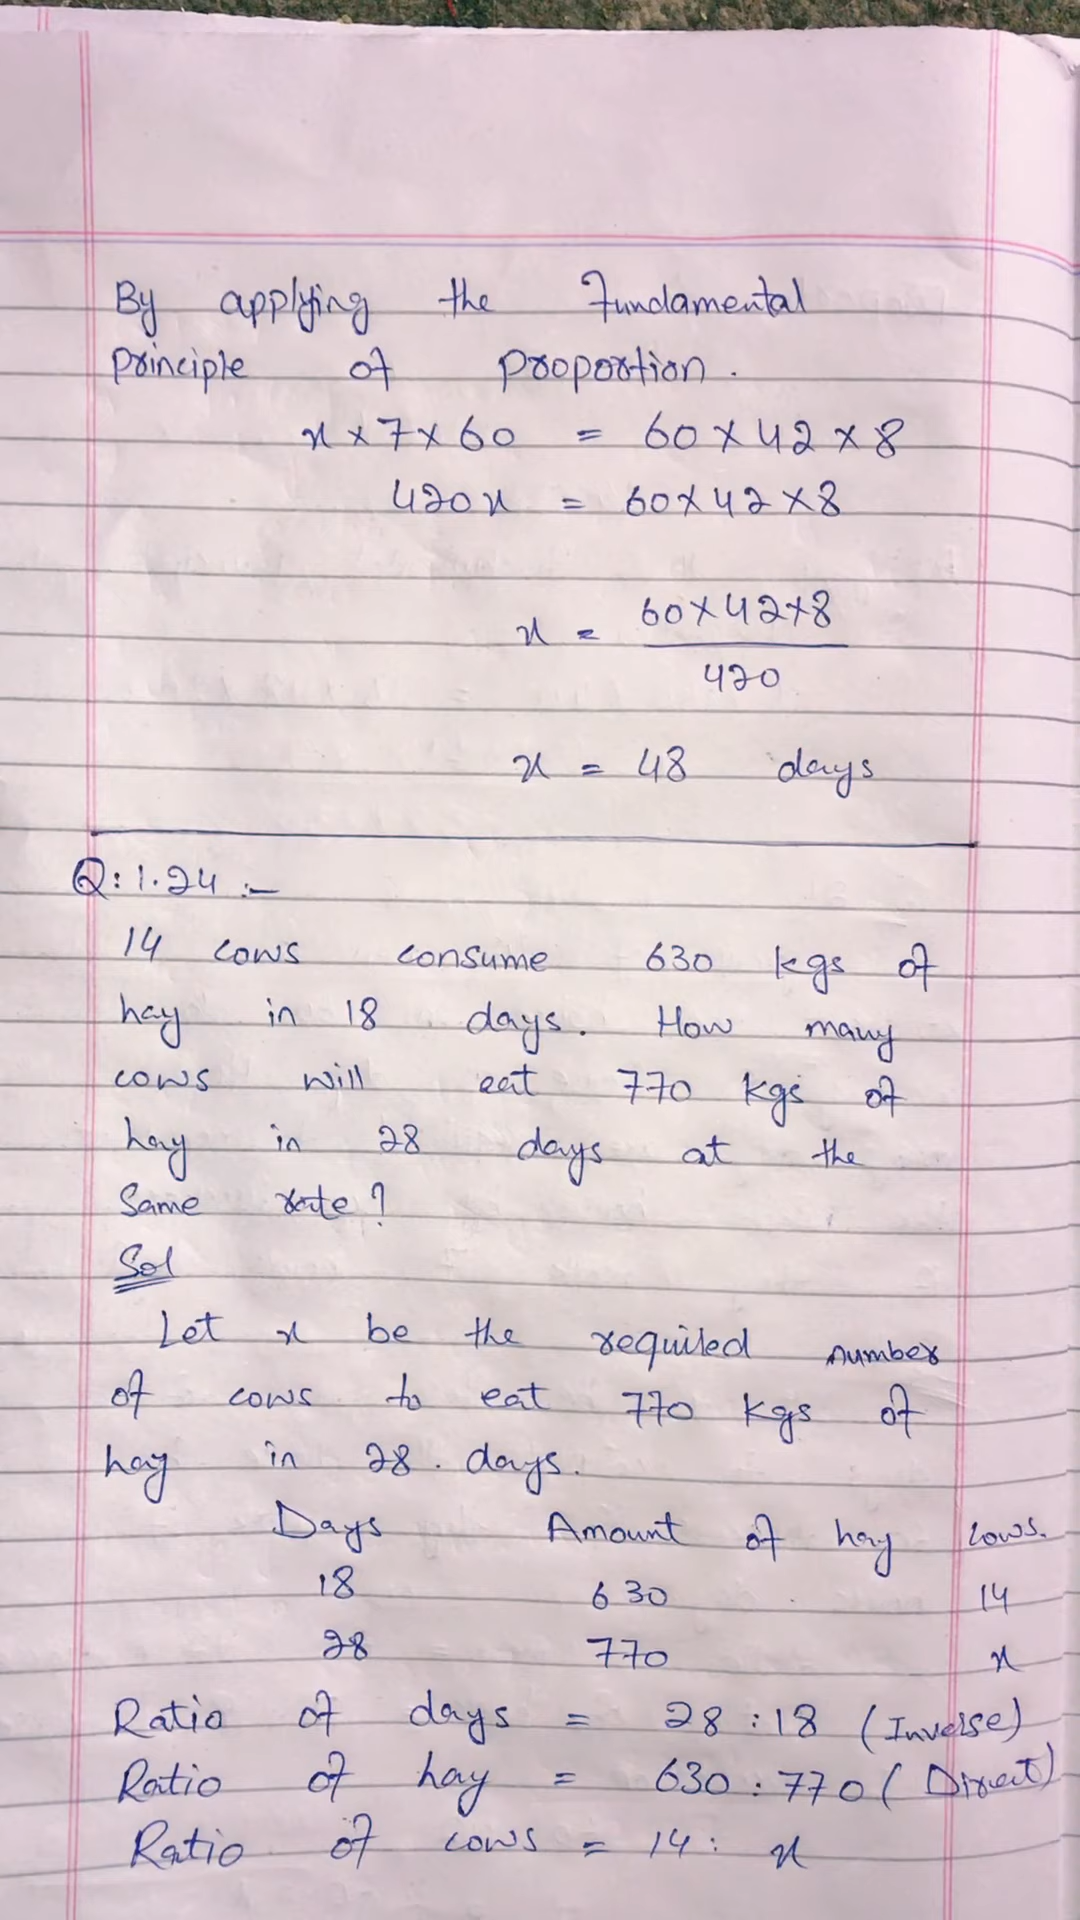 By applying the Fundamental
Principle of Proportion.
x × 7 × 60 = 60 × 42 × 8
420x = 60 × 42 × 8
x = 60×42×8 / 420
x = 48 days
Q: 1.24 :-
14 cows consume 630 kgs of
hay in 18 days. How many
cows will eat 770 kgs of
hay in 28 days at the
Same rate?
Sol
Let x be the required number
of cows to eat 770 kgs of
hay in 28. days.
Days Amount of hay cows.
18 630 14
28 770 x
Ratio of days = 28 : 18 (Inverse)
Ratio of hay = 630 : 770 (Direct)
Ratio of cows = 14 : x